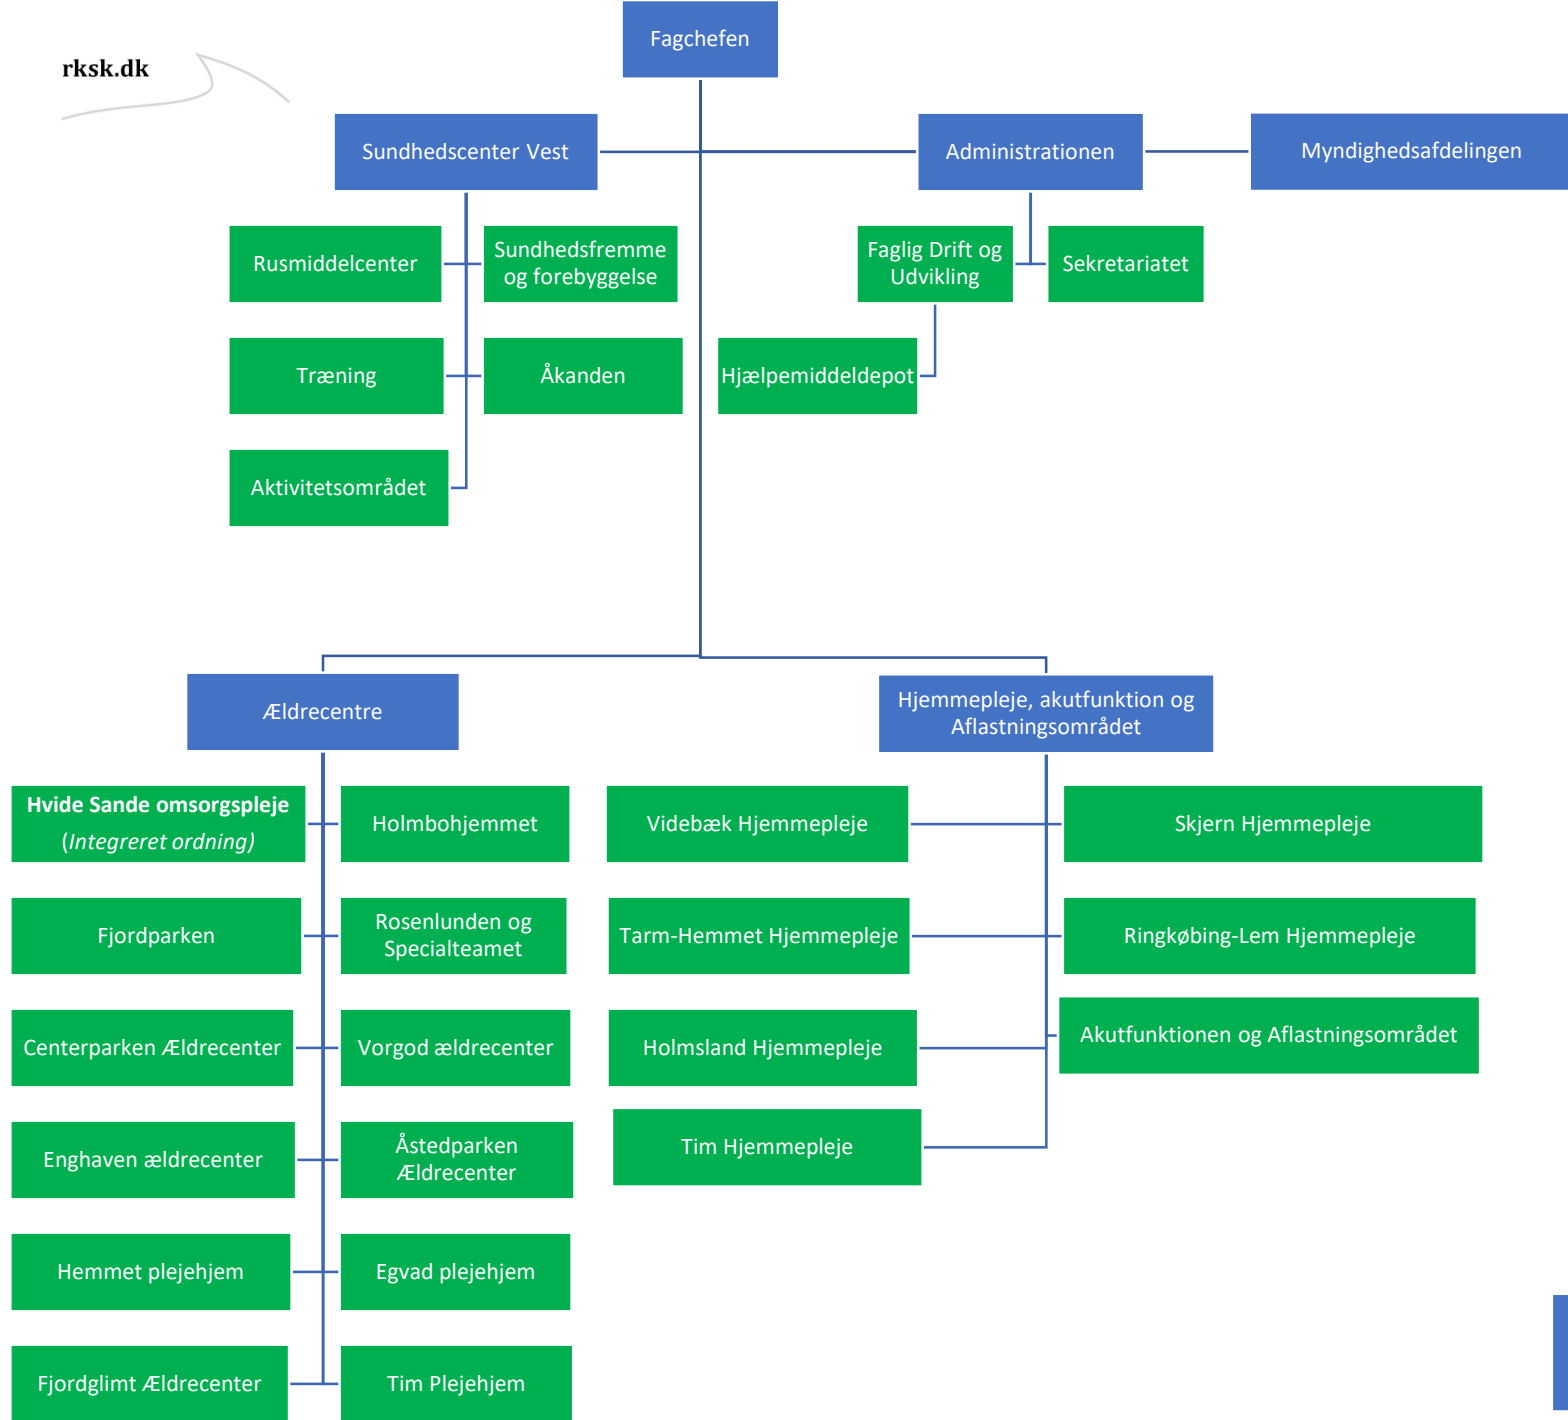 Fagchefen
rksk.dk
Sundhedscenter Vest
Administrationen
Myndighedsafdelingen
Rusmiddelcenter
Sundhedsfremme
og forebyggelse
Faglig Drift og
Udvikling
Sekretariatet
Træning
Åkanden
Hjælpemiddeldepot
Aktivitetsområdet
Ældrecentre
Hjemmepleje, akutfunktion og
Aflastningsområdet
Hvide Sande omsorgspleje
(Integreret ordning)
Holmbohjemmet
Videbæk Hjemmepleje
Skjern Hjemmepleje
Fjordparken
Rosenlunden og
Specialteamet
Tarm-Hemmet Hjemmepleje
Ringkøbing-Lem Hjemmepleje
Centerparken Ældrecenter
Vorgod ældrecenter
Holmsland Hjemmepleje
Akutfunktionen og Aflastningsområdet
Enghaven ældrecenter
Åstedparken
Ældrecenter
Tim Hjemmepleje
Hemmet plejehjem
Egvad plejehjem
Fjordglimt Ældrecenter
Tim Plejehjem